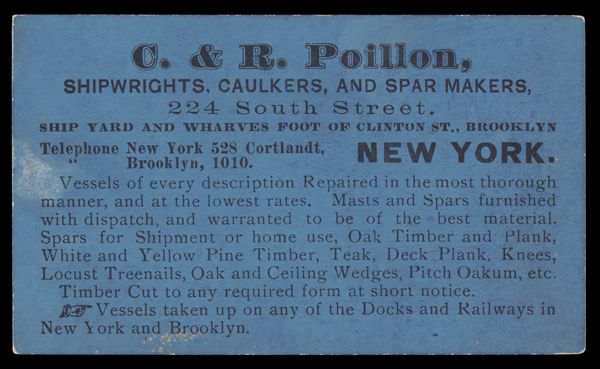 C. & R. Poillon,
SHIPWRIGHTS, CAULKERS, AND SPAR MAKERS,
224 South Street.
SHIP YARD AND WHARVES FOOT OF CLINTON ST., BROOKLYN
Telephone New York 528 Cortlandt,
" Brooklyn, 1010.
NEW YORK.
Vessels of every description Repaired in the most thorough
manner, and at the lowest rates. Masts and Spars furnished
with dispatch, and warranted to be of the best material.
Spars for Shipment or home use, Oak Timber and Plank,
White and Yellow Pine Timber, Teak, Deck Plank, Knees,
Locust Treenails, Oak and Ceiling Wedges, Pitch Oakum, etc.
Timber Cut to any required form at short notice.
☞ Vessels taken up on any of the Docks and Railways in
New York and Brooklyn.